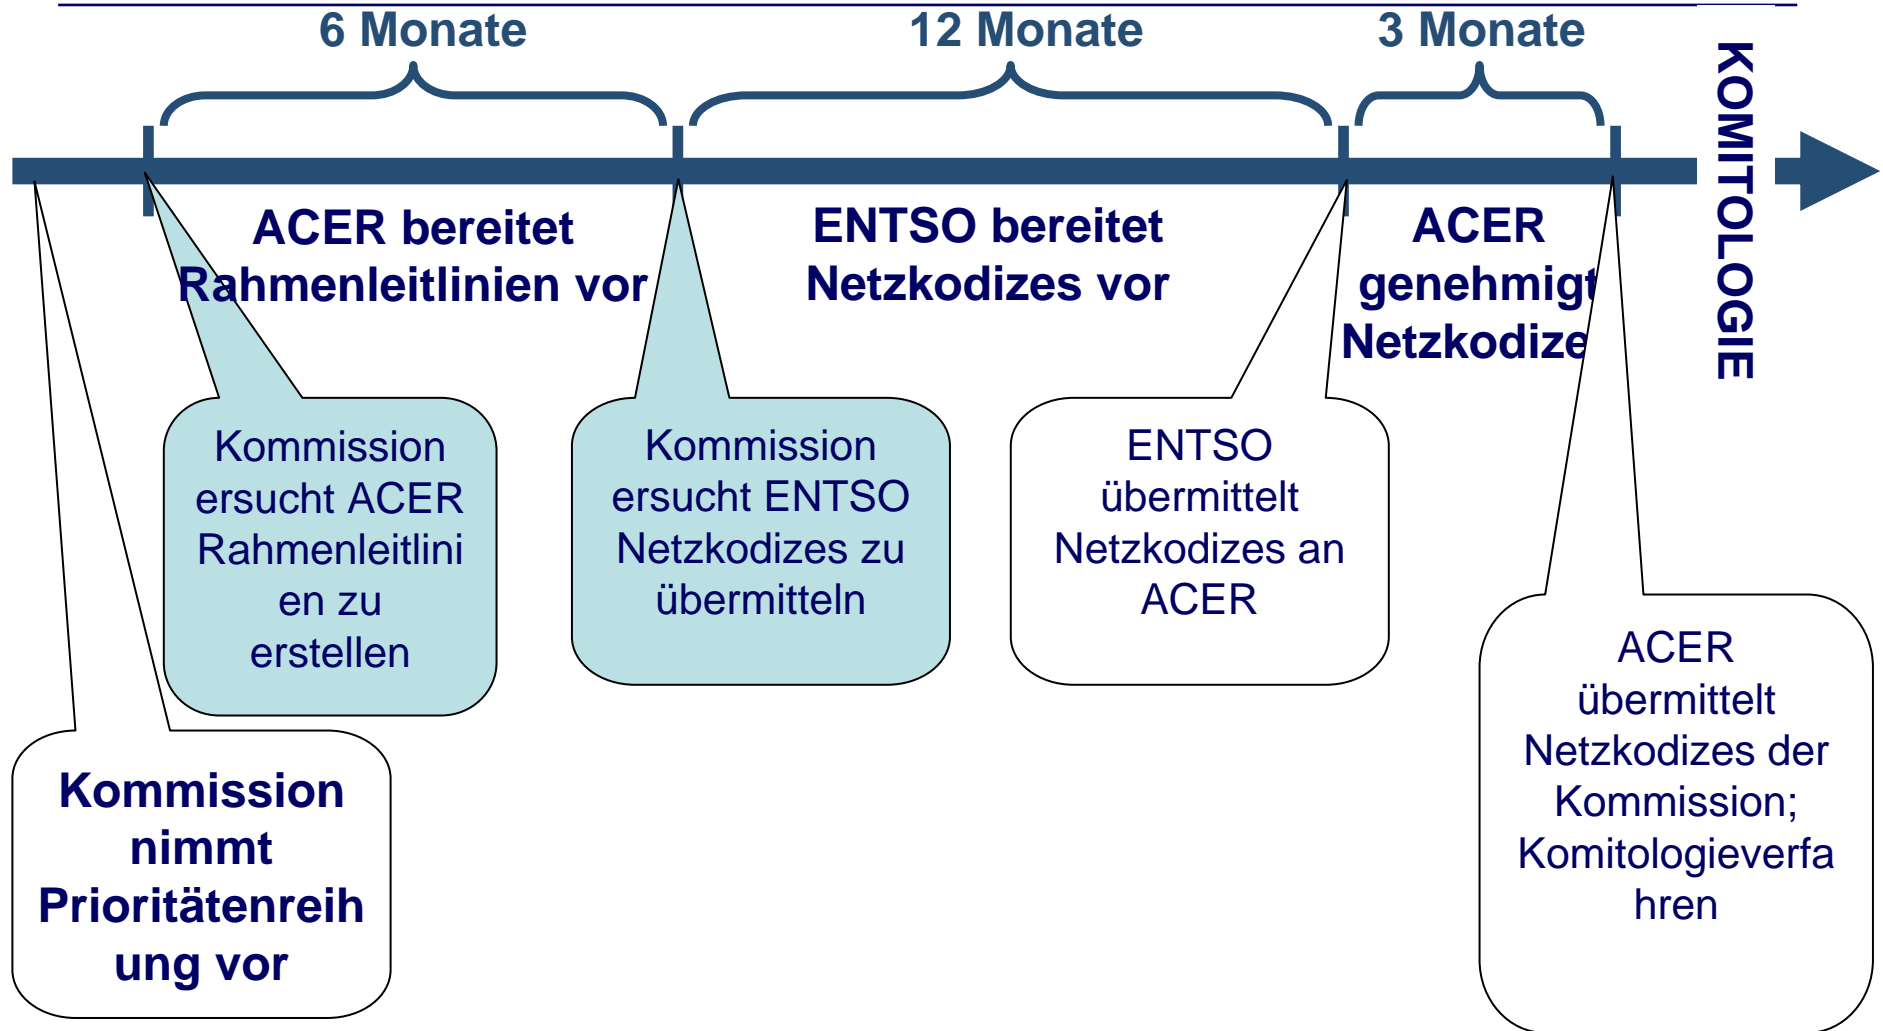 6 Monate
12 Monate
3 Monate
KOMITOLOGIE
ACER bereitet
Rahmenleitlinien vor
ENTSO bereitet
Netzkodizes vor
ACER
genehmigt
Netzkodize
Kommission
ersucht ACER
Rahmenleitlini
en zu
erstellen
Kommission
ersucht ENTSO
Netzkodizes zu
übermitteln
ENTSO
übermittelt
Netzkodizes an
ACER
ACER
übermittelt
Netzkodizes der
Kommission;
Komitologieverfa
hren
Kommission
nimmt
Prioritätenreih
ung vor